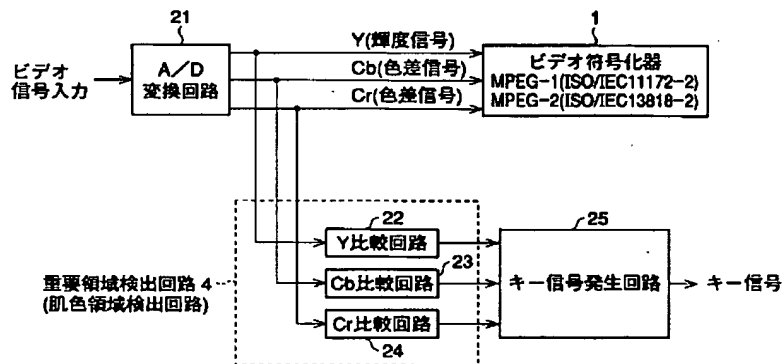 21
A/D
変換回路
ビデオ
信号入力
Y(輝度信号)
Cb(色差信号)
Cr(色差信号)
1
ビデオ符号化器
MPEG-1(ISO/IEC11172-2)
MPEG-2(ISO/IEC13818-2)
22
Y比較回路
23
Cb比較回路
Cr比較回路
24
25
キー信号発生回路
キー信号
重要領域検出回路 4
(肌色領域検出回路)